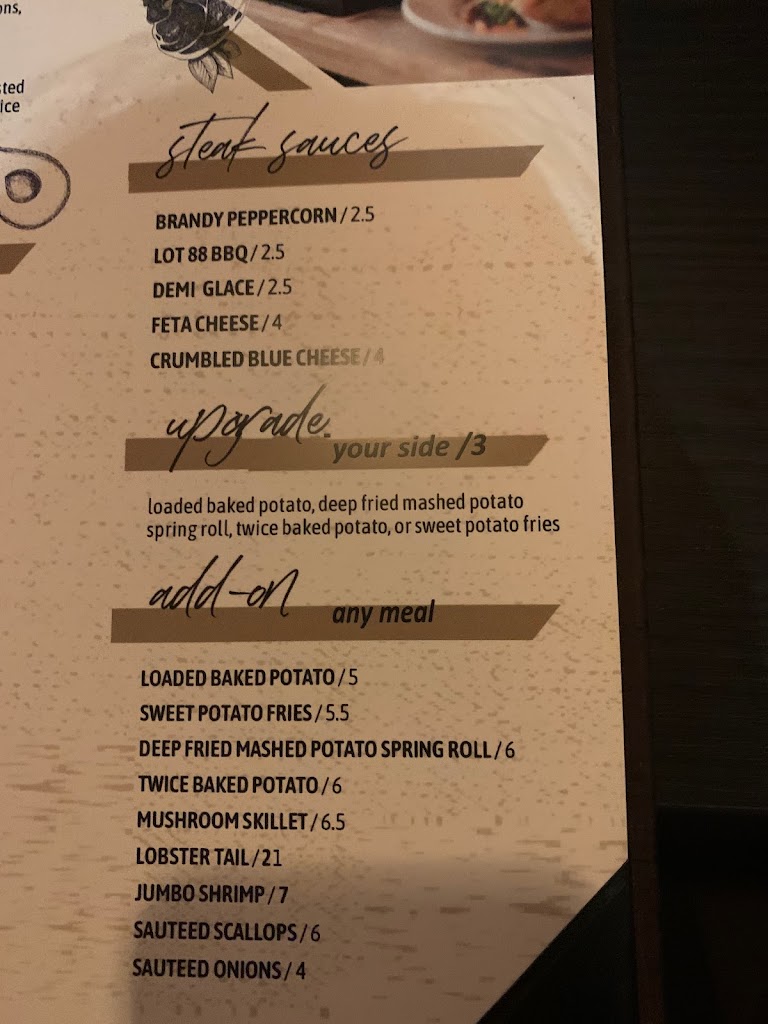 ons,
sted
ice
steak sauces
BRANDY PEPPERCORN / 2.5
LOT 88 BBQ / 2.5
DEMI GLACE / 2.5
FETA CHEESE / 4
CRUMBLED BLUE CHEESE / 4
upgrade. your side /3
loaded baked potato, deep fried mashed potato
spring roll, twice baked potato, or sweet potato fries
add-on any meal
LOADED BAKED POTATO / 5
SWEET POTATO FRIES / 5.5
DEEP FRIED MASHED POTATO SPRING ROLL / 6
TWICE BAKED POTATO / 6
MUSHROOM SKILLET / 6.5
LOBSTER TAIL / 21
JUMBO SHRIMP / 7
SAUTEED SCALLOPS / 6
SAUTEED ONIONS / 4